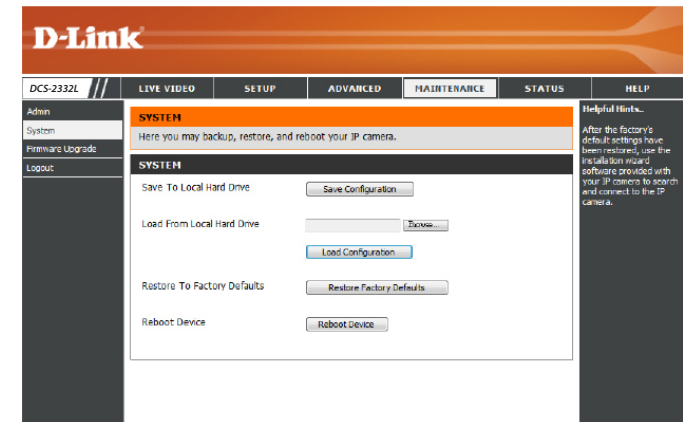 D-Link
DCS-2332L
LIVE VIDEO SETUP ADVANCED MAINTENANCE STATUS HELP
Admin
System
Firmware Upgrade
Logout
SYSTEM
Here you may backup, restore, and reboot your IP camera.
SYSTEM
Save To Local Hard Drive Save Configuration
Load From Local Hard Drive Browse...
Load Configuration
Restore To Factory Defaults Restore Factory Defaults
Reboot Device Reboot Device
Helpful Hints..
After the factory's
default settings have
been restored, use the
installation wizard
software provided with
your IP camera to search
and connect to the IP
camera.